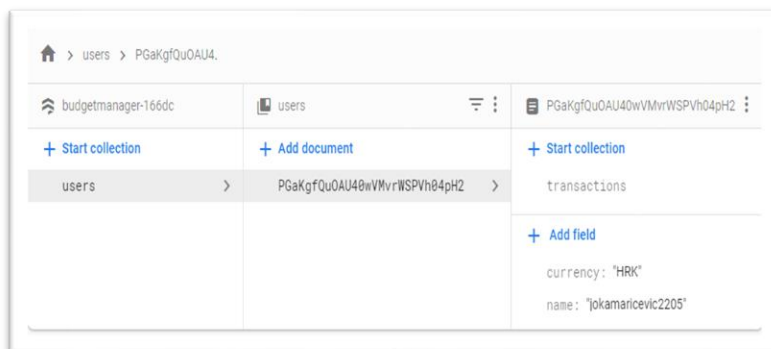 users > PGaKgfQuOAU4.
budgetmanager-166dc
users
PGaKgfQuOAU40wVMvrWSPVh04pH2
+ Start collection
+ Add document
+ Start collection
users
PGaKgfQuOAU40wVMvrWSPVh04pH2
transactions
+ Add field
currency: "HRK"
name: "jokamaricevic2205"